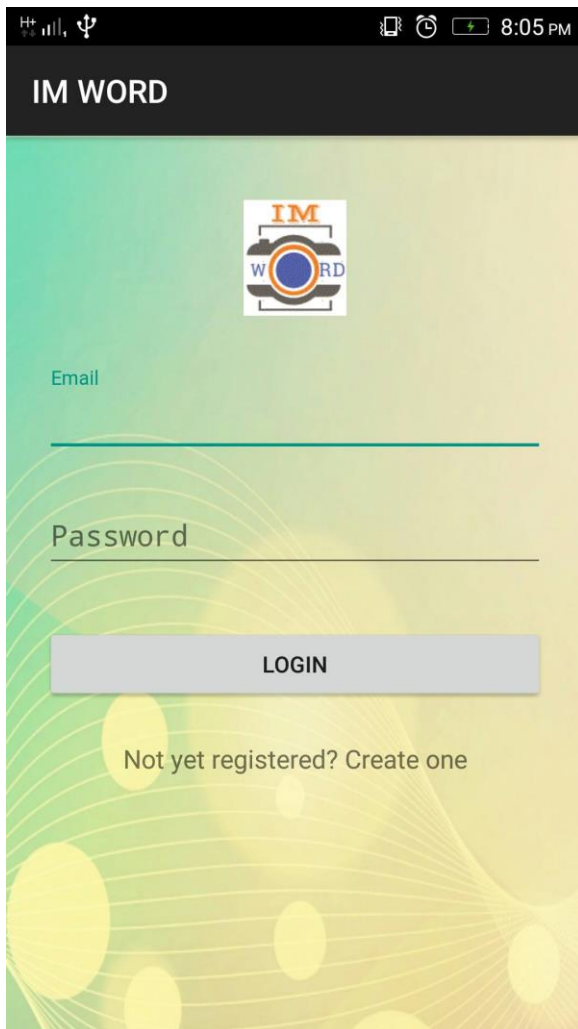 H+ 8:05 PM
IM WORD
IM
W RD
Email
Password
LOGIN
Not yet registered? Create one